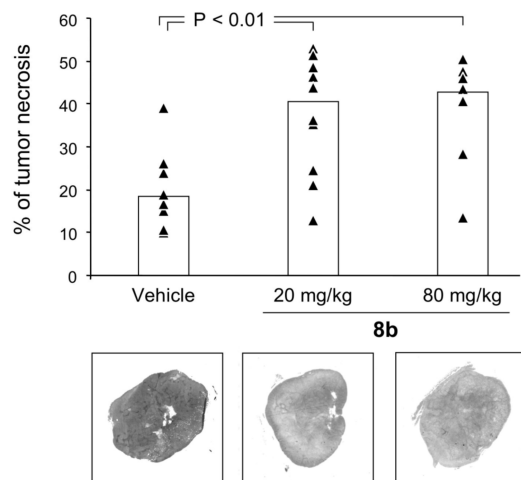 P < 0.01
% of tumor necrosis
60
50
40
30
20
10
0
Vehicle
20 mg/kg
80 mg/kg
8b